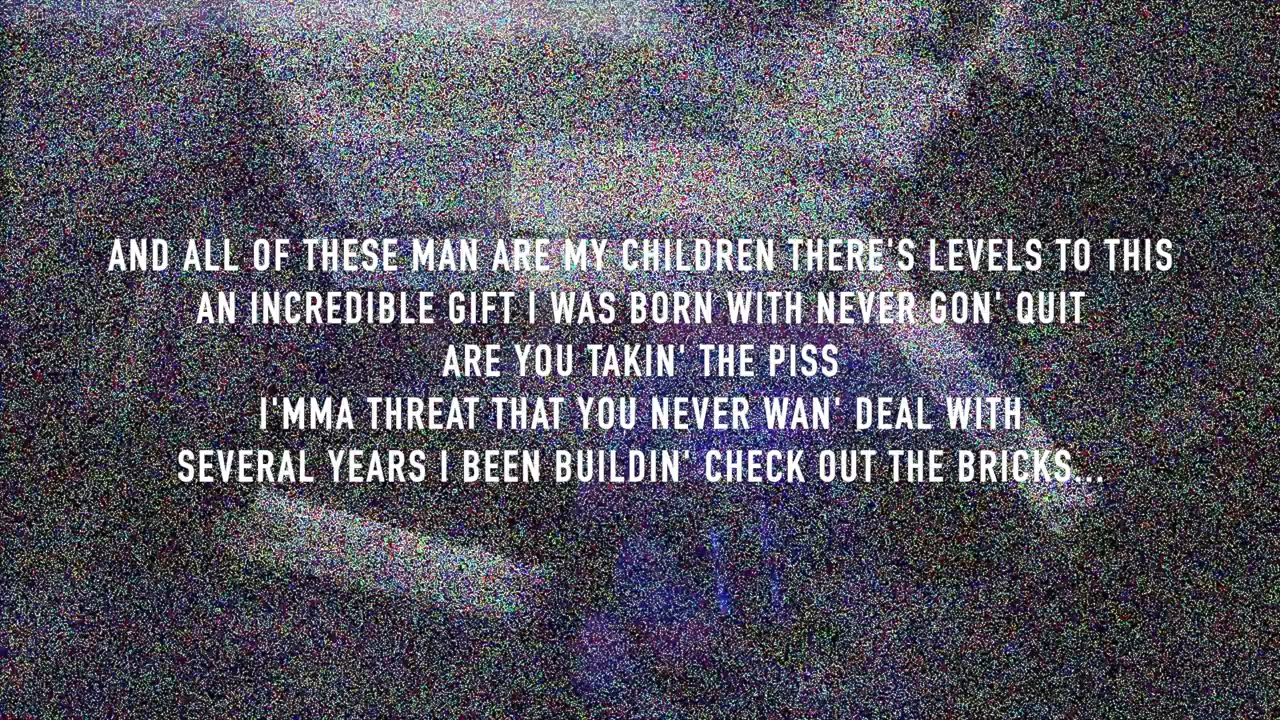 AND ALL OF THESE MAN ARE MY CHILDREN THERE'S LEVELS TO THIS
AN INCREDIBLE GIFT I WAS BORN WITH NEVER GON' QUIT
ARE YOU TAKIN' THE PISS
I'MMA THREAT THAT YOU NEVER WAN' DEAL WITH
SEVERAL YEARS I BEEN BUILDIN' CHECK OUT THE BRICKS...